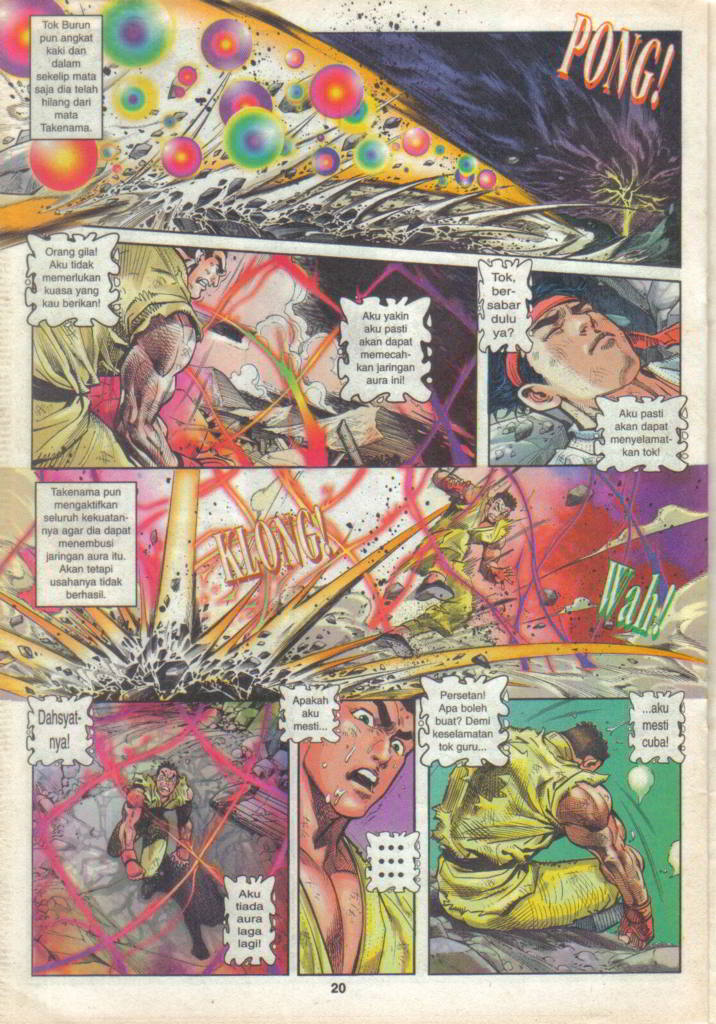 Tok Burun
pun angkat
kaki dan
dalam
sekelip mata
saja dia telah
hilang dari
mata
Takenama.
PONG!
Orang gila!
Aku tidak
memerlukan
kuasa yang
kau berikan!
Aku yakin
aku pasti
akan dapat
memecah-
kan jaringan
aura ini!
Tok,
ber-
sabar
dulu
ya?
Aku pasti
akan dapat
menyelamat-
kan tok!
Takenama pun
mengaktifkan
seluruh kekuatan-
nya agar dia dapat
menembusi
jaringan aura itu.
Akan tetapi
usahanya tidak
berhasil.
KLONG!
Wah!
Dahsyat-
nya!
Aku
tiada
aura
laga
lagi!
Apakah
aku
mesti...
Persetan!
Apa boleh
buat? Demi
keselamatan
tok guru...
...aku
mesti
cuba!
20